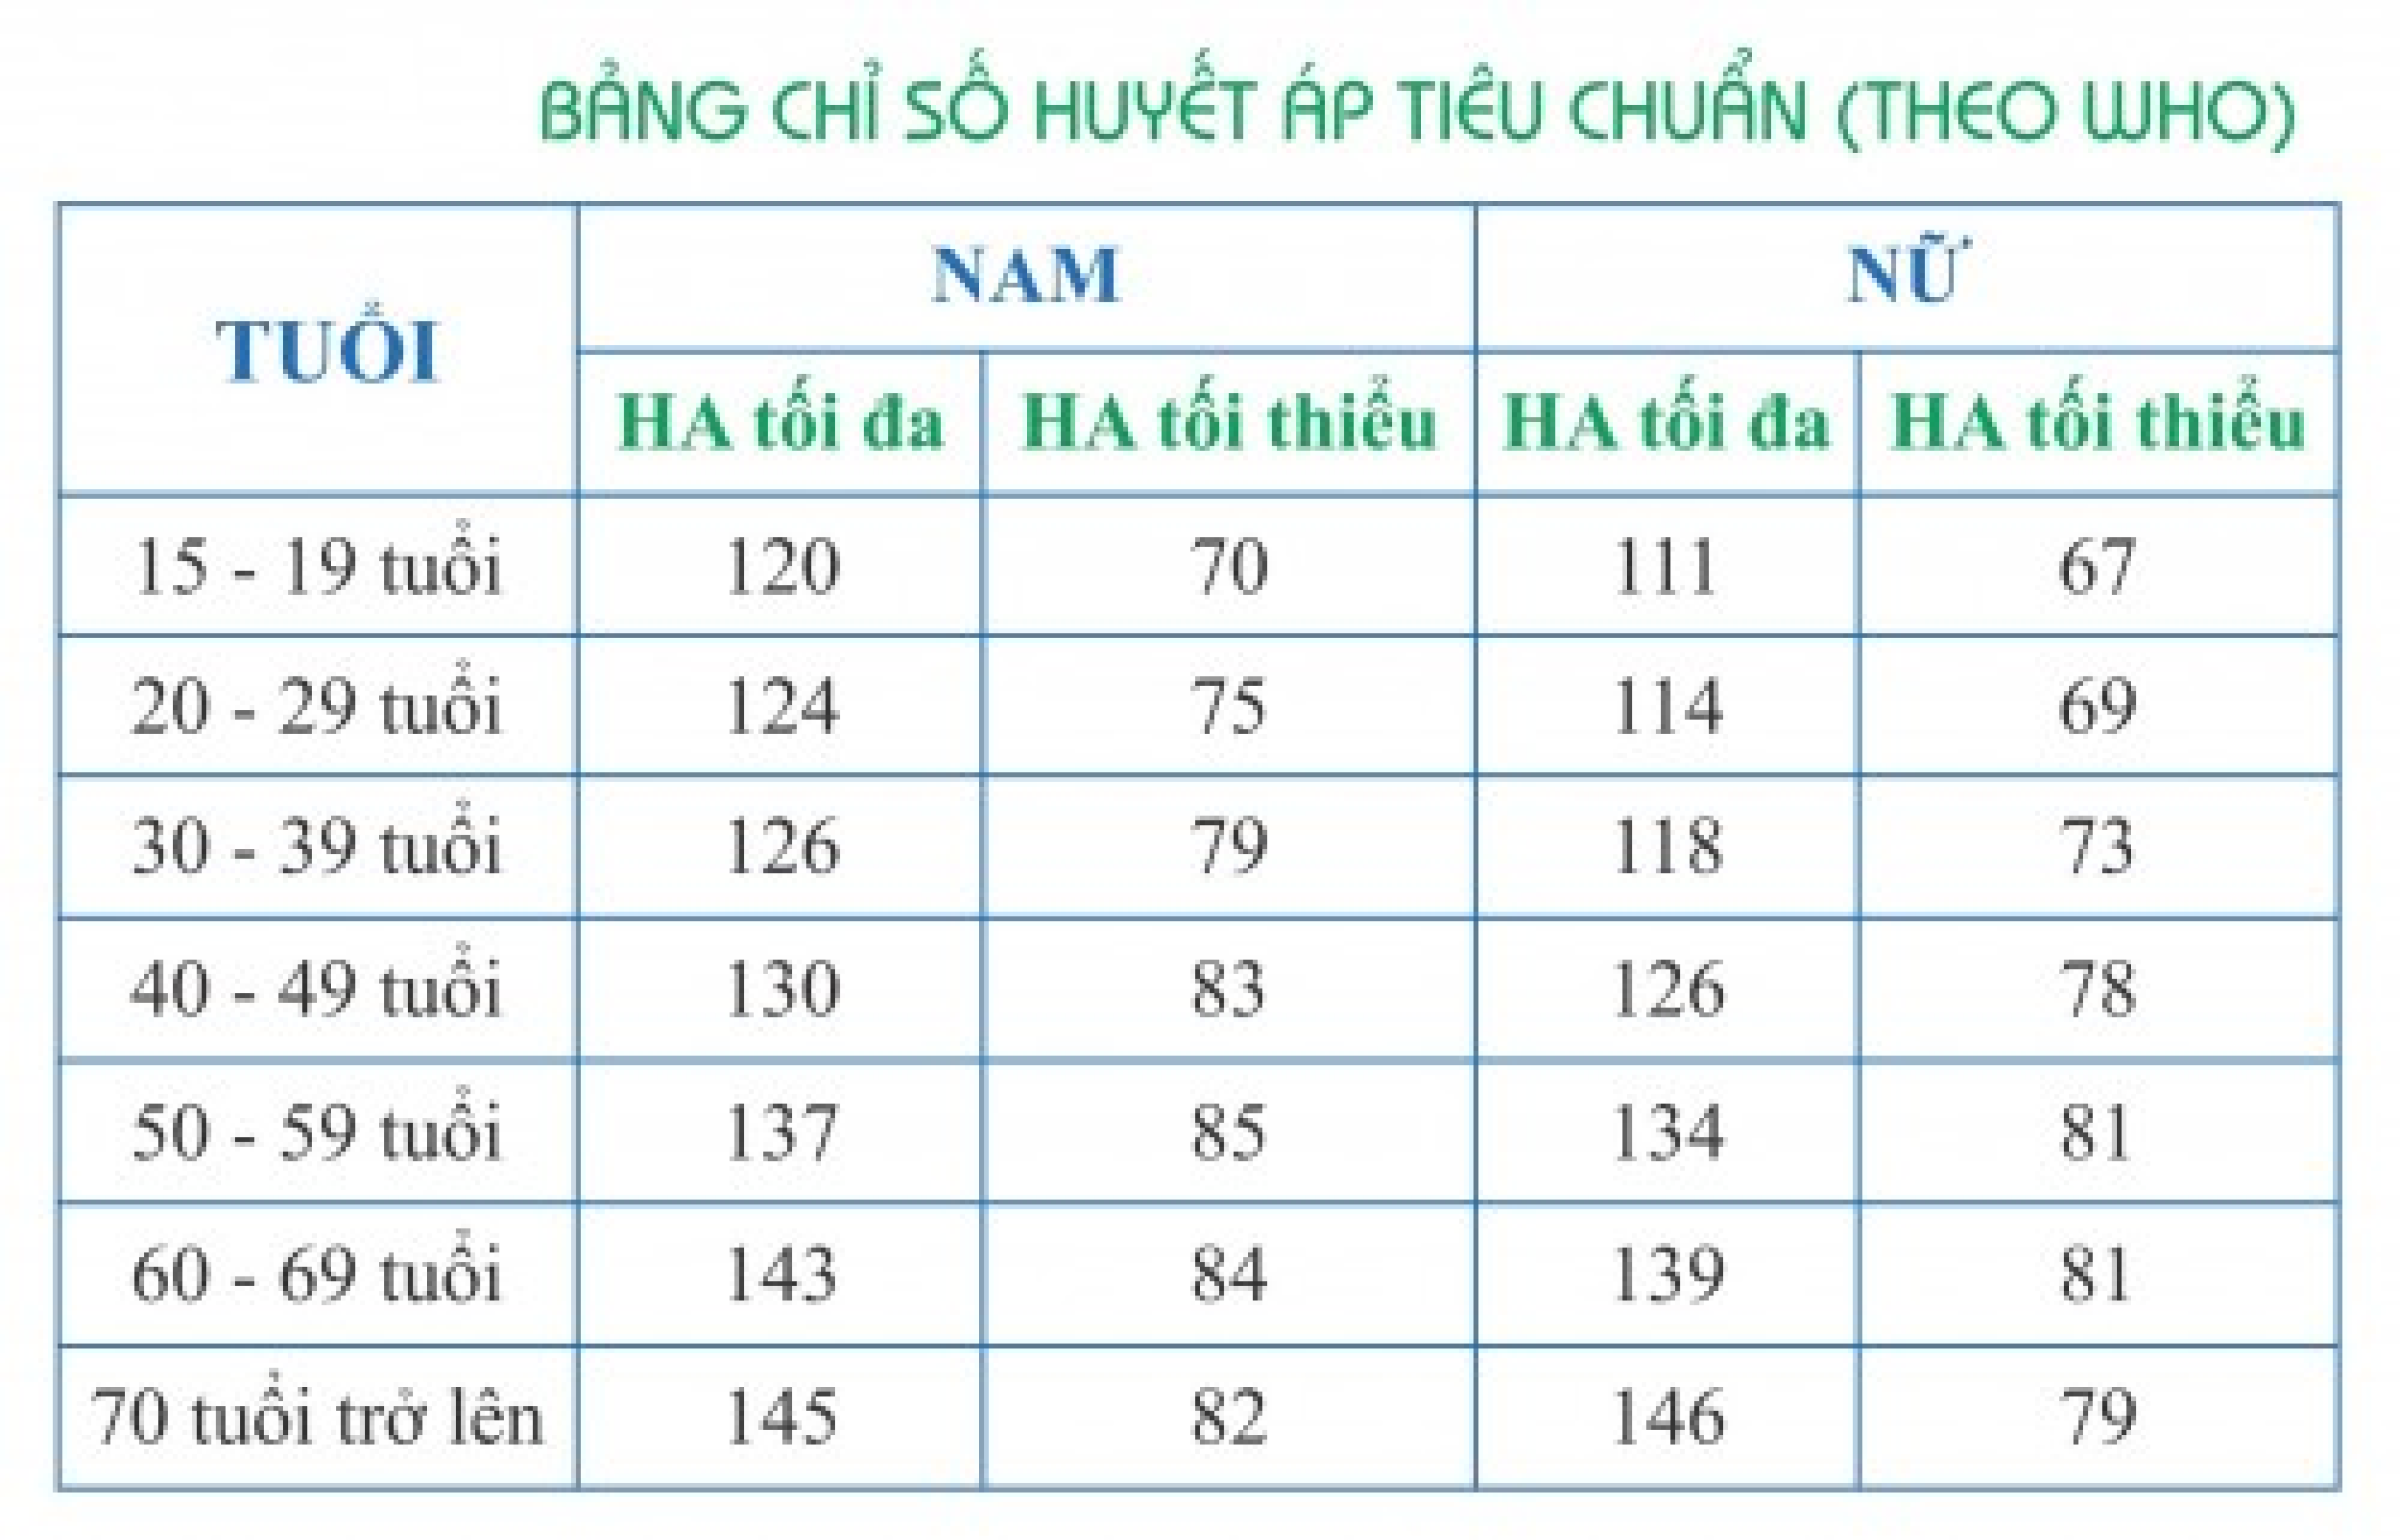 BẢNG CHỈ SỐ HUYẾT ÁP TIÊU CHUẨN (THEO WHO)
TUỔI NAM NỮ
HA tối đa HA tối thiểu HA tối đa HA tối thiểu
15 - 19 tuổi 120 70 111 67
20 - 29 tuổi 124 75 114 69
30 - 39 tuổi 126 79 118 73
40 - 49 tuổi 130 83 126 78
50 - 59 tuổi 137 85 134 81
60 - 69 tuổi 143 84 139 81
70 tuổi trở lên 145 82 146 79